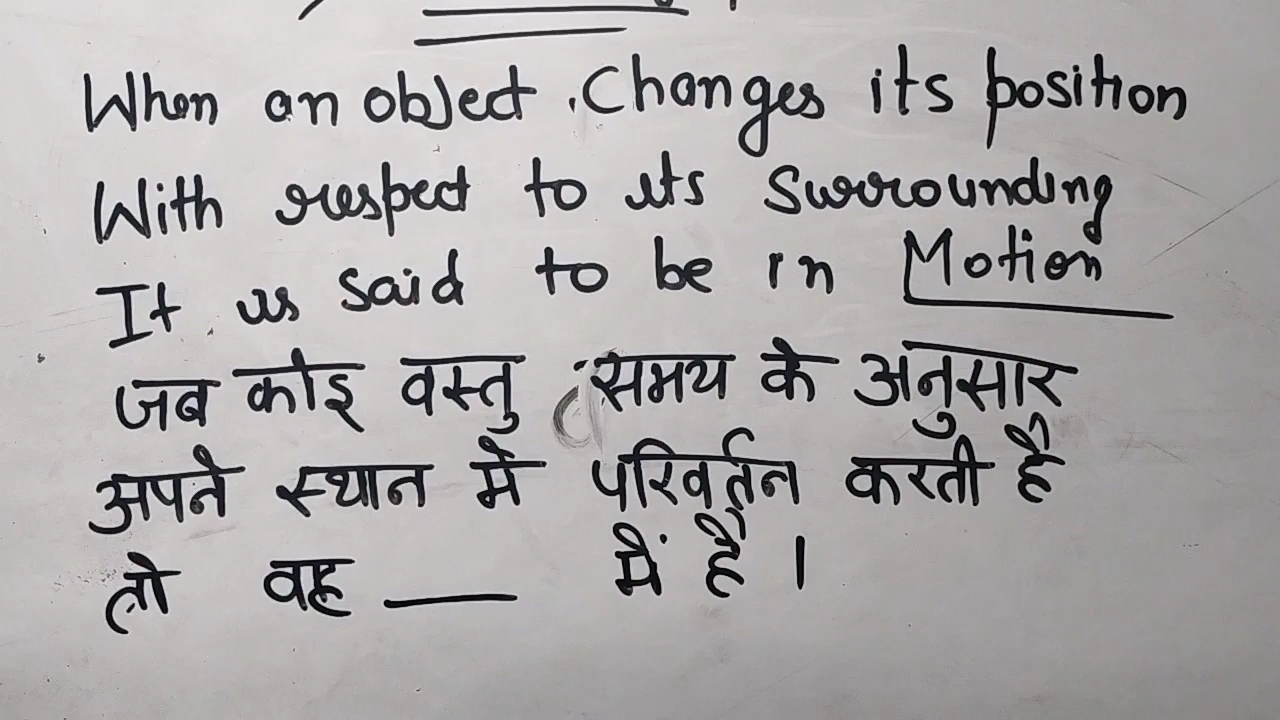 When an object Changes its position
With respect to its Surrounding
It is said to be in Motion
जब कोइ वस्तु समय के अनुसार
अपने स्थान मे परिवर्तन करती है
तो वह ___ में है ।